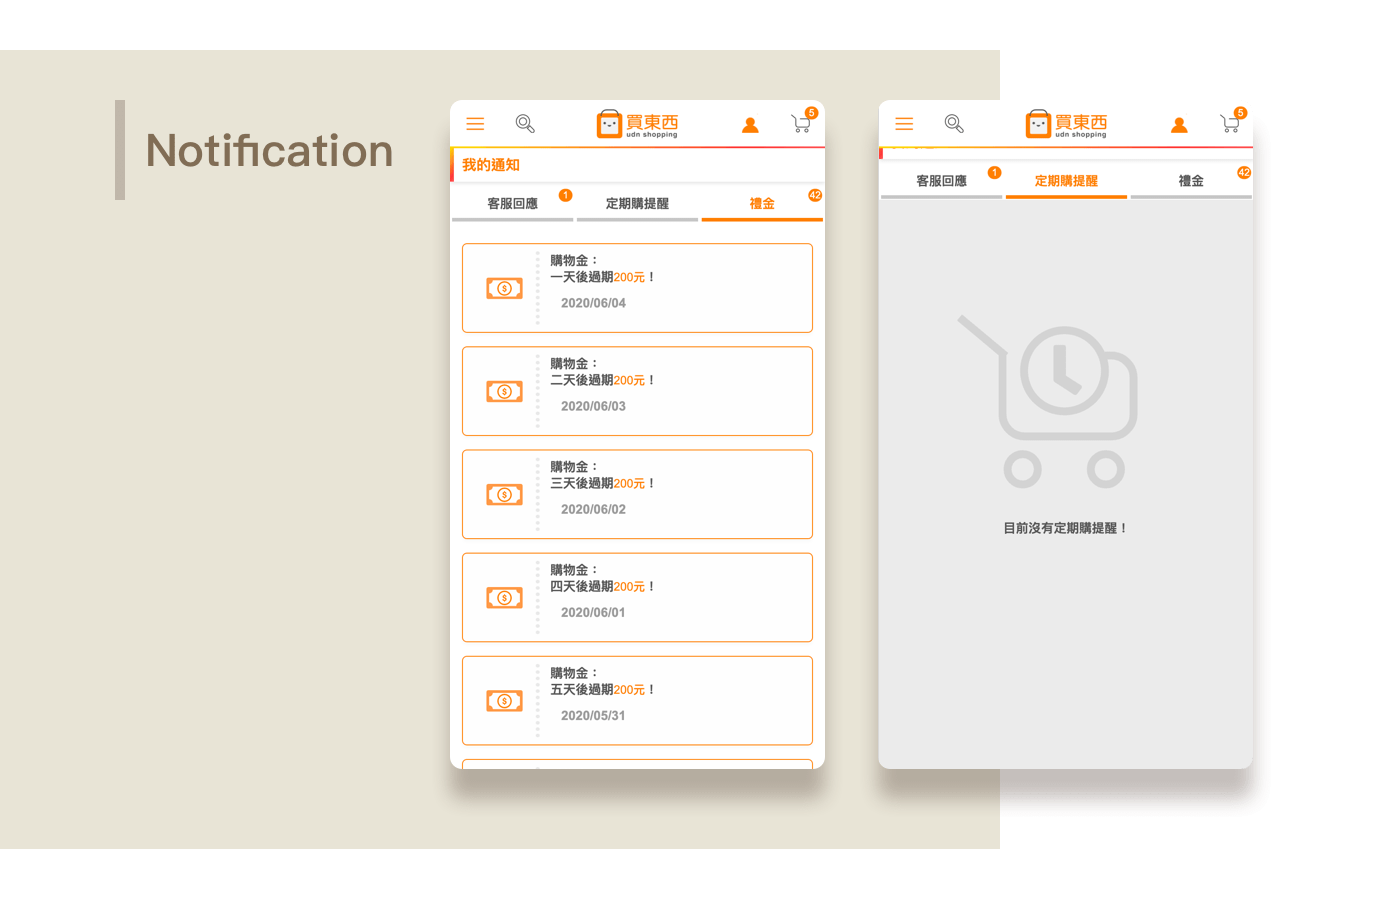 Notification
買東西
udn shopping
5
我的通知
客服回應
1
定期購提醒
禮金
42
購物金：
一天後過期200元！
2020/06/04
購物金：
二天後過期200元！
2020/06/03
購物金：
三天後過期200元！
2020/06/02
購物金：
四天後過期200元！
2020/06/01
購物金：
五天後過期200元！
2020/05/31
買東西
udn shopping
5
客服回應
1
定期購提醒
禮金
42
目前沒有定期購提醒！